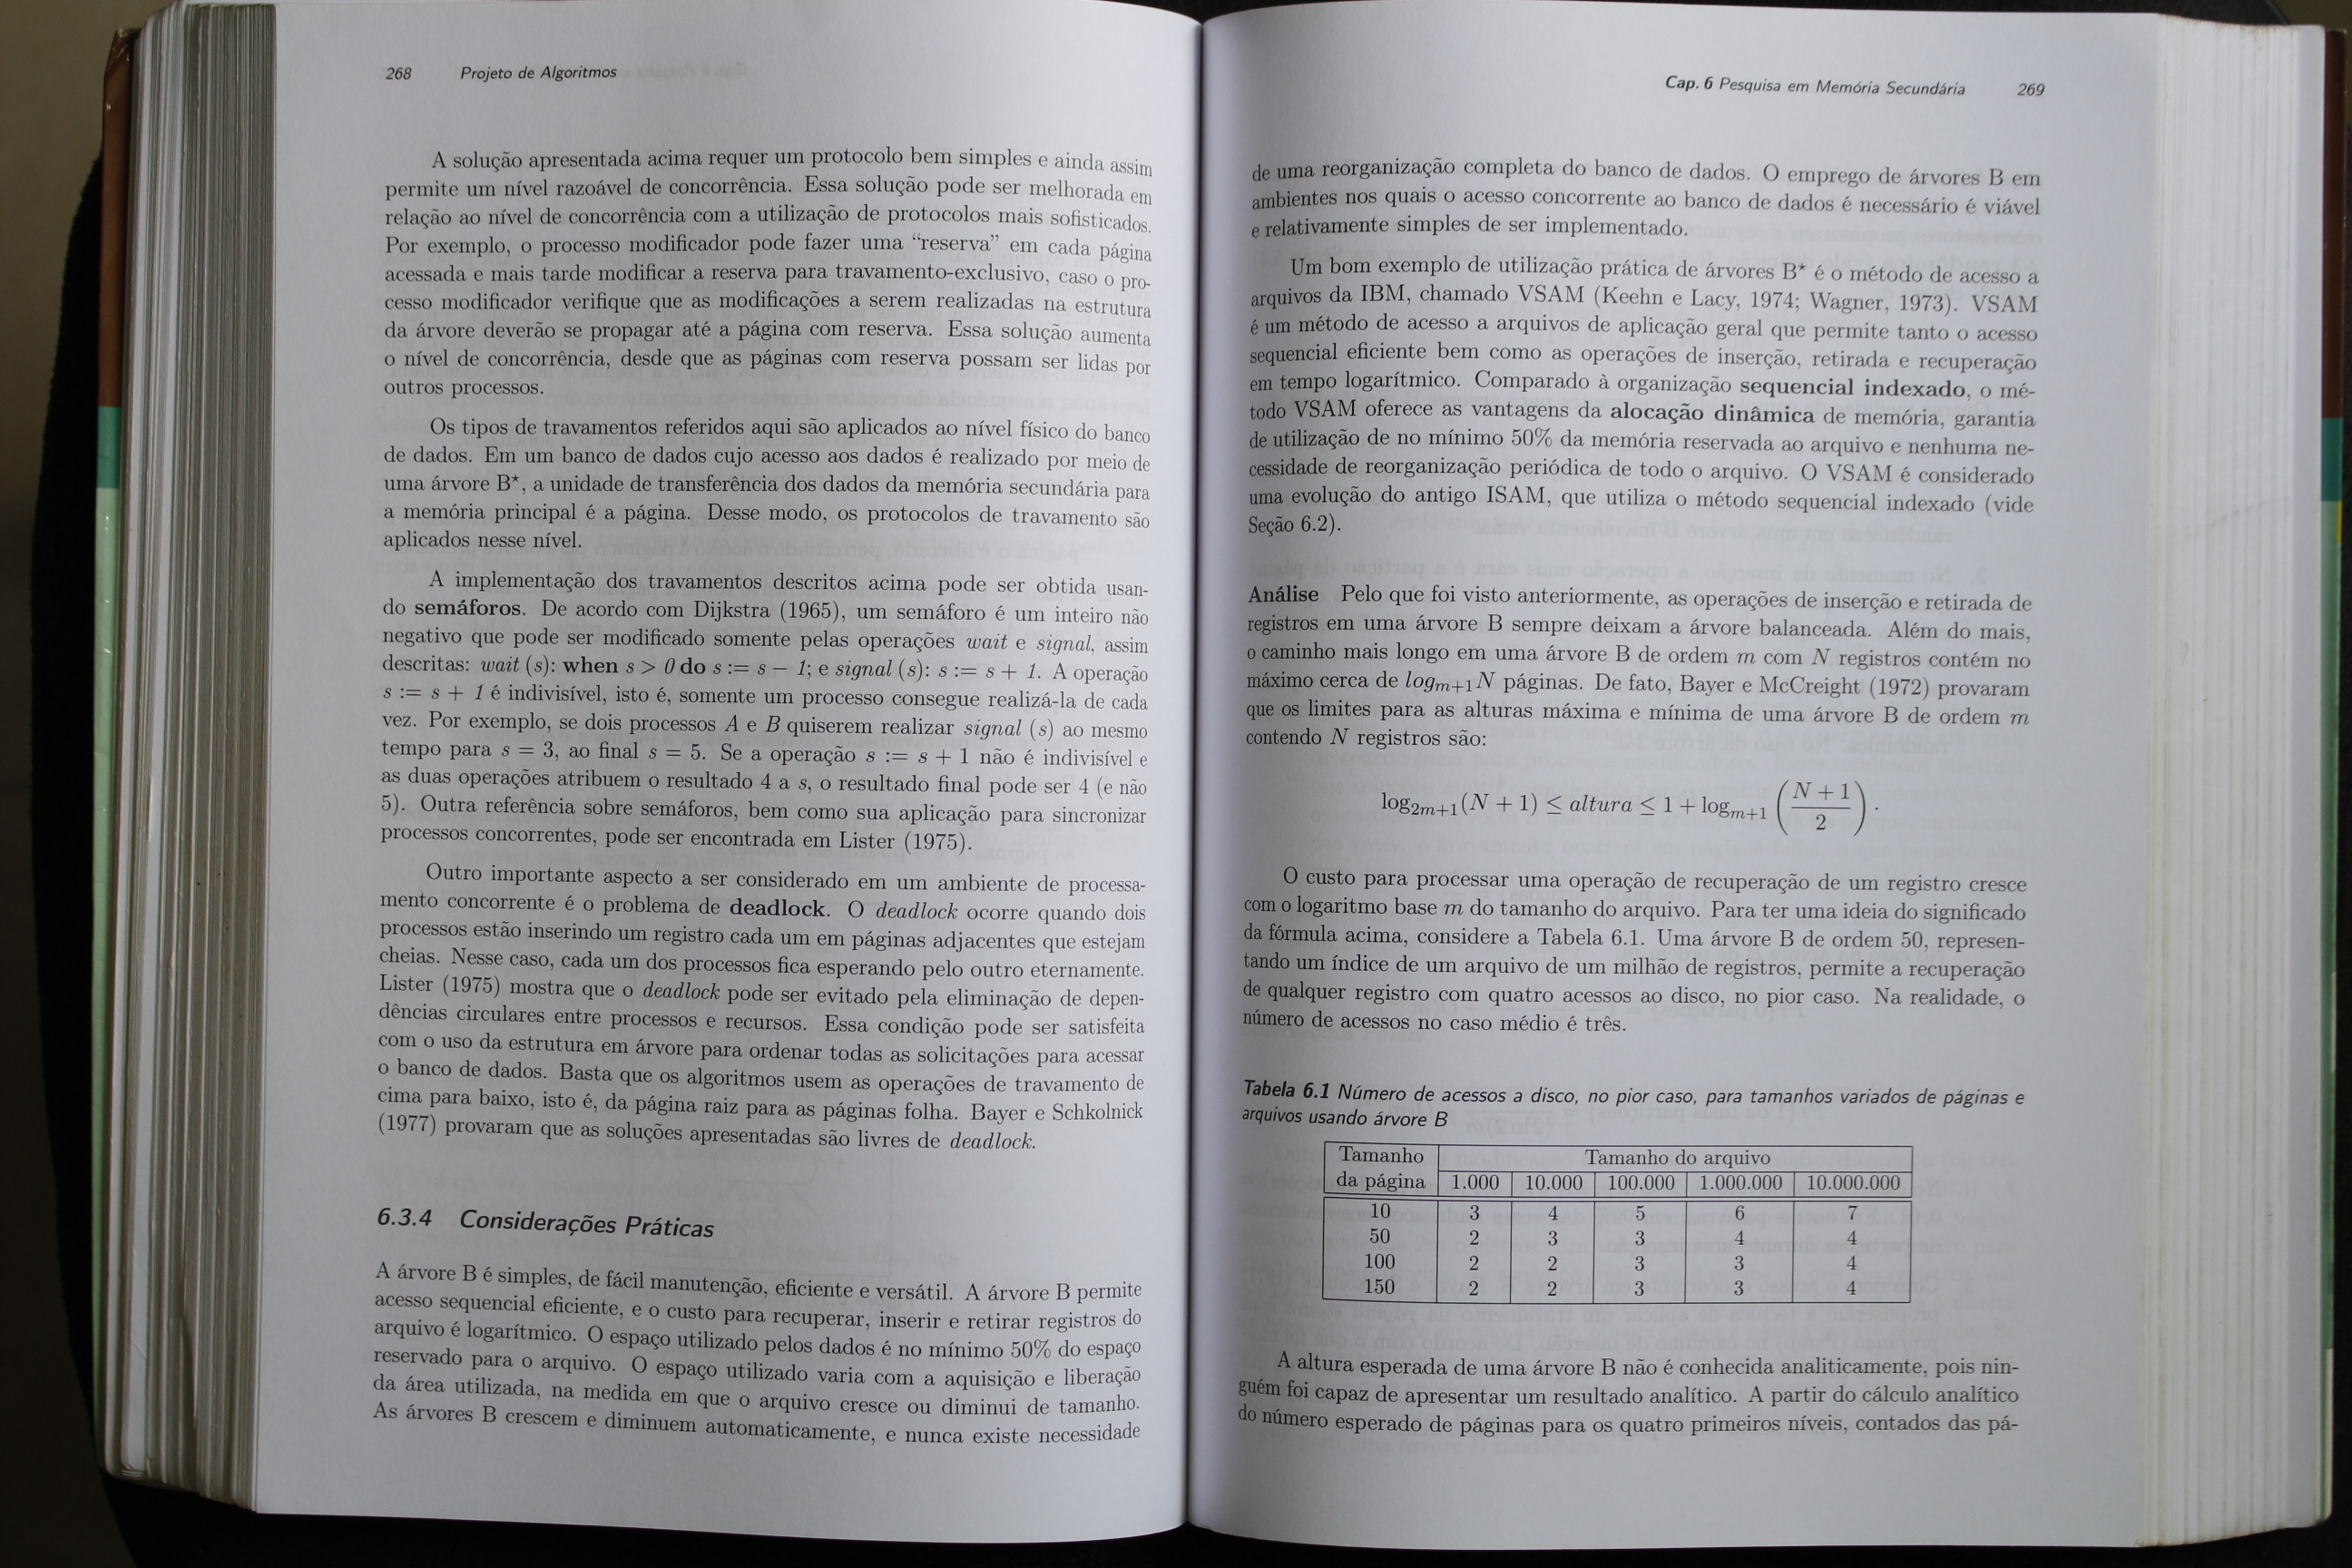 268 Projeto de Algoritmos
A solução apresentada acima requer um protocolo bem simples e ainda assim
permite um nível razoável de concorrência. Essa solução pode ser melhorada em
relação ao nível de concorrência com a utilização de protocolos mais sofisticados.
Por exemplo, o processo modificador pode fazer uma “reserva” em cada página
acessada e mais tarde modificar a reserva para travamento-exclusivo, caso o pro-
cesso modificador verifique que as modificações a serem realizadas na estrutura
da árvore deverão se propagar até a página com reserva. Essa solução aumenta
o nível de concorrência, desde que as páginas com reserva possam ser lidas por
outros processos.
Os tipos de travamentos referidos aqui são aplicados ao nível físico do banco
de dados. Em um banco de dados cujo acesso aos dados é realizado por meio de
uma árvore B*, a unidade de transferência dos dados da memória secundária para
a memória principal é a página. Desse modo, os protocolos de travamento são
aplicados nesse nível.
A implementação dos travamentos descritos acima pode ser obtida usan-
do semáforos. De acordo com Dijkstra (1965), um semáforo é um inteiro não
negativo que pode ser modificado somente pelas operações wait e signal, assim
descritas: wait (s): when s > 0 do s := s − 1; e signal (s): s := s + 1. A operação
s := s + 1 é indivisível, isto é, somente um processo consegue realizá-la de cada
vez. Por exemplo, se dois processos A e B quiserem realizar signal (s) ao mesmo
tempo para s = 3, ao final s = 5. Se a operação s := s + 1 não é indivisível e
as duas operações atribuem o resultado 4 a s, o resultado final pode ser 4 (e não
5). Outra referência sobre semáforos, bem como sua aplicação para sincronizar
processos concorrentes, pode ser encontrada em Lister (1975).
Outro importante aspecto a ser considerado em um ambiente de processa-
mento concorrente é o problema de deadlock. O deadlock ocorre quando dois
processos estão inserindo um registro cada um em páginas adjacentes que estejam
cheias. Nesse caso, cada um dos processos fica esperando pelo outro eternamente.
Lister (1975) mostra que o deadlock pode ser evitado pela eliminação de depen-
dências circulares entre processos e recursos. Essa condição pode ser satisfeita
com o uso da estrutura em árvore para ordenar todas as solicitações para acessar
o banco de dados. Basta que os algoritmos usem as operações de travamento de
cima para baixo, isto é, da página raiz para as páginas folha. Bayer e Schkolnick
(1977) provaram que as soluções apresentadas são livres de deadlock.
6.3.4 Considerações Práticas
A árvore B é simples, de fácil manutenção, eficiente e versátil. A árvore B permite
acesso sequencial eficiente, e o custo para recuperar, inserir e retirar registros do
arquivo é logarítmico. O espaço utilizado pelos dados é no mínimo 50% do espaço
reservado para o arquivo. O espaço utilizado varia com a aquisição e liberação
da área utilizada, na medida em que o arquivo cresce ou diminui de tamanho.
As árvores B crescem e diminuem automaticamente, e nunca existe necessidade
Cap. 6 Pesquisa em Memória Secundária 269
de uma reorganização completa do banco de dados. O emprego de árvores B em
ambientes nos quais o acesso concorrente ao banco de dados é necessário é viável
e relativamente simples de ser implementado.
Um bom exemplo de utilização prática de árvores B* é o método de acesso a
arquivos da IBM, chamado VSAM (Keehn e Lacy, 1974; Wagner, 1973). VSAM
é um método de acesso a arquivos de aplicação geral que permite tanto o acesso
sequencial eficiente bem como as operações de inserção, retirada e recuperação
em tempo logarítmico. Comparado à organização sequencial indexado, o mé-
todo VSAM oferece as vantagens da alocação dinâmica de memória, garantia
de utilização de no mínimo 50% da memória reservada ao arquivo e nenhuma ne-
cessidade de reorganização periódica de todo o arquivo. O VSAM é considerado
uma evolução do antigo ISAM, que utiliza o método sequencial indexado (vide
Seção 6.2).
Análise Pelo que foi visto anteriormente, as operações de inserção e retirada de
registros em uma árvore B sempre deixam a árvore balanceada. Além do mais,
o caminho mais longo em uma árvore B de ordem m com N registros contém no
máximo cerca de log_{m+1} N páginas. De fato, Bayer e McCreight (1972) provaram
que os limites para as alturas máxima e mínima de uma árvore B de ordem m
contendo N registros são:
log_{2m+1}(N + 1) ≤ altura ≤ 1 + log_{m+1} ((N + 1)/2).
O custo para processar uma operação de recuperação de um registro cresce
com o logaritmo base m do tamanho do arquivo. Para ter uma ideia do significado
da fórmula acima, considere a Tabela 6.1. Uma árvore B de ordem 50, represen-
tando um índice de um arquivo de um milhão de registros, permite a recuperação
de qualquer registro com quatro acessos ao disco, no pior caso. Na realidade, o
número de acessos no caso médio é três.
Tabela 6.1 Número de acessos a disco, no pior caso, para tamanhos variados de páginas e
arquivos usando árvore B
Tamanho Tamanho do arquivo
da página 1.000 10.000 100.000 1.000.000 10.000.000
10 3 4 5 6 7
50 2 3 3 4 4
100 2 2 3 3 4
150 2 2 3 3 4
A altura esperada de uma árvore B não é conhecida analiticamente, pois nin-
guém foi capaz de apresentar um resultado analítico. A partir do cálculo analítico
do número esperado de páginas para os quatro primeiros níveis, contados das pá-